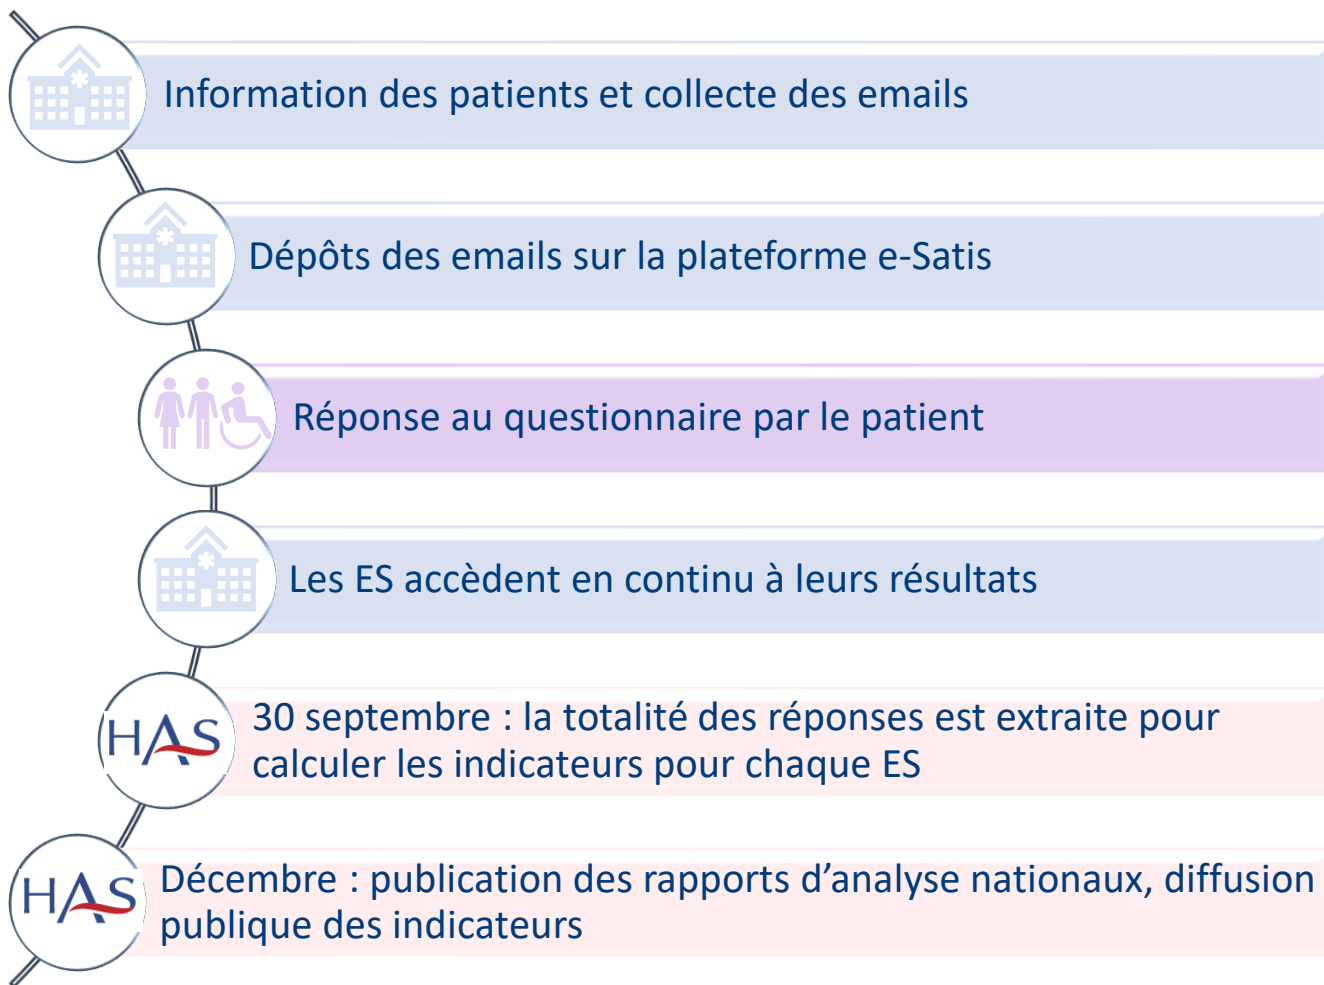 Information des patients et collecte des emails
Dépôts des emails sur la plateforme e-Satis
Réponse au questionnaire par le patient
Les ES accèdent en continu à leurs résultats
HAS
30 septembre : la totalité des réponses est extraite pour
calculer les indicateurs pour chaque ES
HAS
Décembre : publication des rapports d’analyse nationaux, diffusion
publique des indicateurs